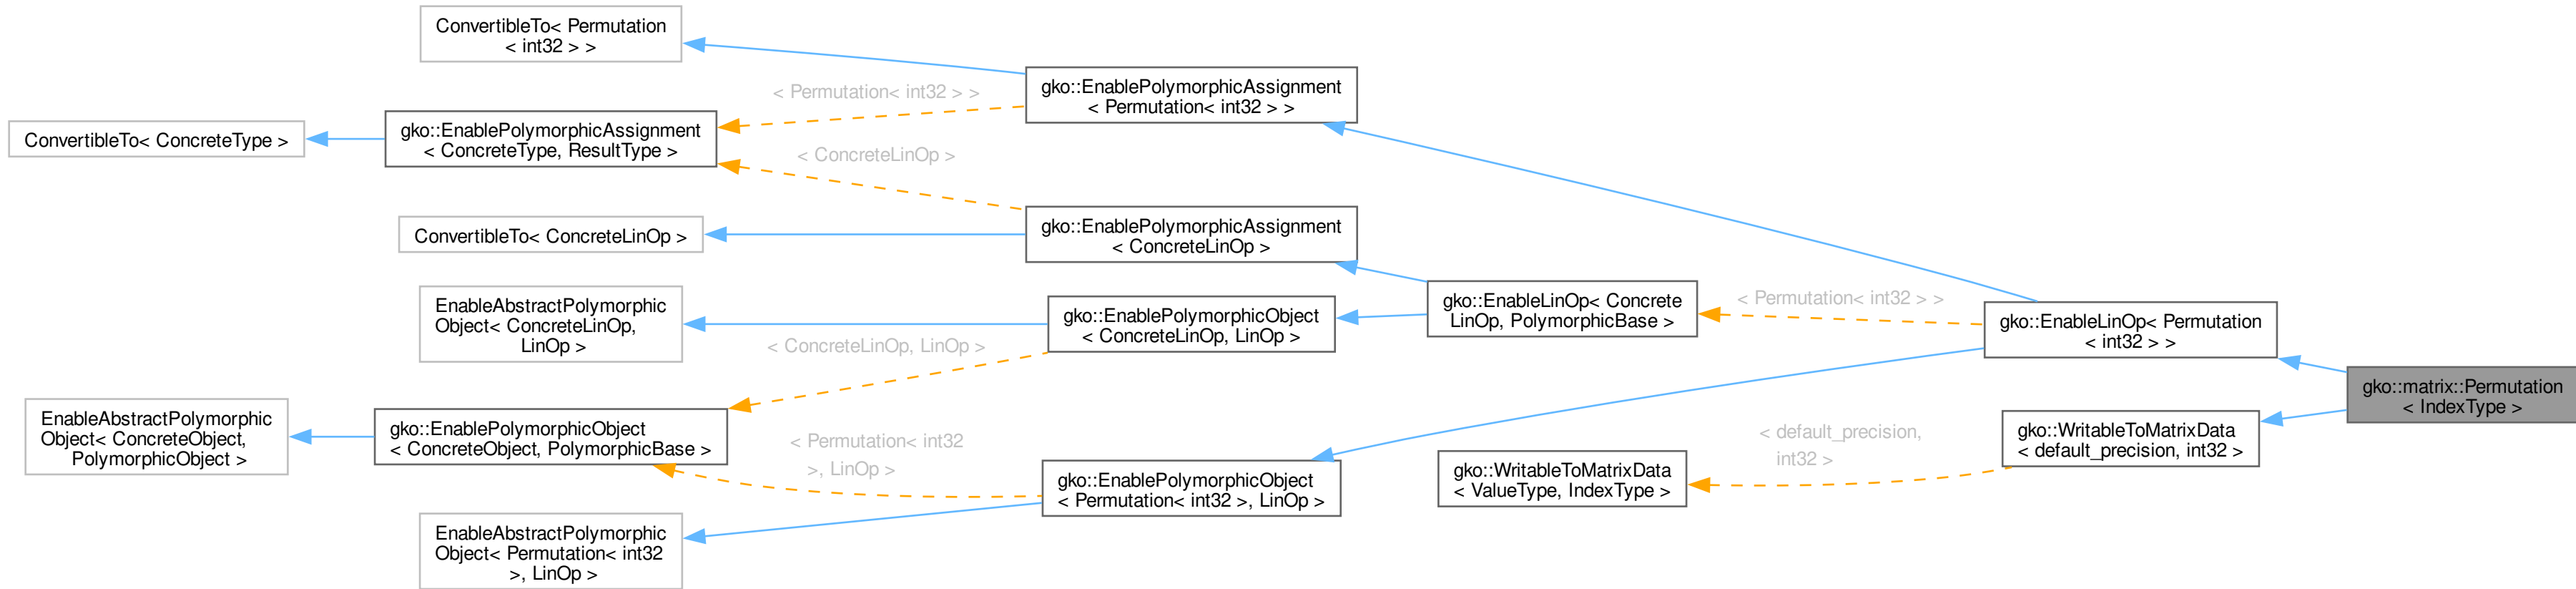 ConvertibleTo< Permutation
< int32 > >
gko::EnablePolymorphicAssignment
< Permutation< int32 > >
< Permutation< int32 > >
gko::EnablePolymorphicAssignment
< ConcreteType, ResultType >
ConvertibleTo< ConcreteType >
< ConcreteLinOp >
ConvertibleTo< ConcreteLinOp >
gko::EnablePolymorphicAssignment
< ConcreteLinOp >
EnableAbstractPolymorphic
Object< ConcreteLinOp,
LinOp >
gko::EnablePolymorphicObject
< ConcreteLinOp, LinOp >
gko::EnableLinOp< Concrete
LinOp, PolymorphicBase >
< Permutation< int32 > >
gko::EnableLinOp< Permutation
< int32 > >
< ConcreteLinOp, LinOp >
gko::matrix::Permutation
< IndexType >
EnableAbstractPolymorphic
Object< ConcreteObject,
PolymorphicObject >
gko::EnablePolymorphicObject
< ConcreteObject, PolymorphicBase >
< Permutation< int32
>, LinOp >
gko::EnablePolymorphicObject
< Permutation< int32 >, LinOp >
gko::WritableToMatrixData
< ValueType, IndexType >
< default_precision,
int32 >
gko::WritableToMatrixData
< default_precision, int32 >
EnableAbstractPolymorphic
Object< Permutation< int32
>, LinOp >